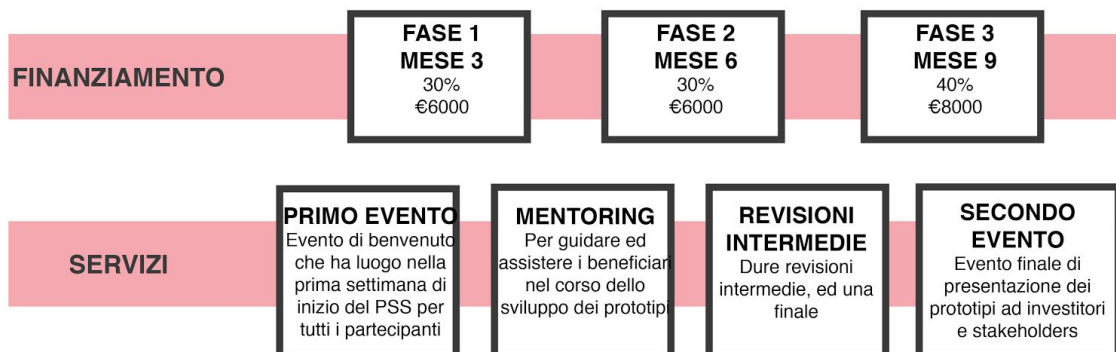 FINANZIAMENTO
FASE 1
MESE 3
30%
€6000
FASE 2
MESE 6
30%
€6000
FASE 3
MESE 9
40%
€8000
SERVIZI
PRIMO EVENTO
Evento di benvenuto
che ha luogo nella
prima settimana di
inizio del PSS per
tutti i partecipanti
MENTORING
Per guidare ed
assistere i beneficiari
nel corso dello
sviluppo dei prototipi
REVISIONI
INTERMEDIE
Dure revisioni
intermedie, ed una
finale
SECONDO
EVENTO
Evento finale di
presentazione dei
prototipi ad investitori
e stakeholders